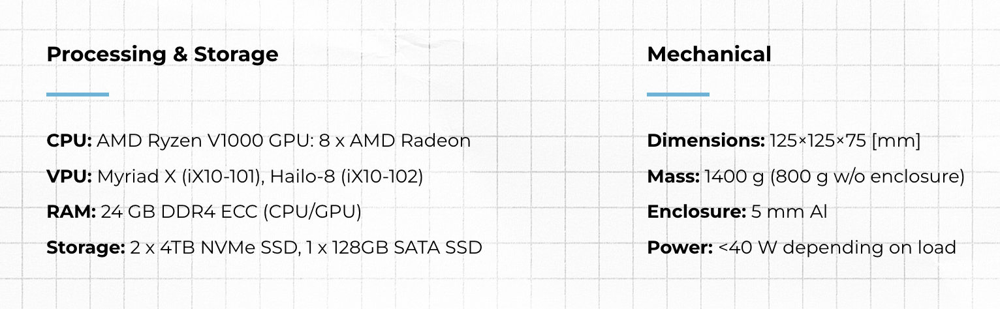 Processing & Storage
CPU: AMD Ryzen V1000 GPU: 8 x AMD Radeon
VPU: Myriad X (iX10-101), Hailo-8 (iX10-102)
RAM: 24 GB DDR4 ECC (CPU/GPU)
Storage: 2 x 4TB NVMe SSD, 1 x 128GB SATA SSD
Mechanical
Dimensions: 125×125×75 [mm]
Mass: 1400 g (800 g w/o enclosure)
Enclosure: 5 mm Al
Power: <40 W depending on load